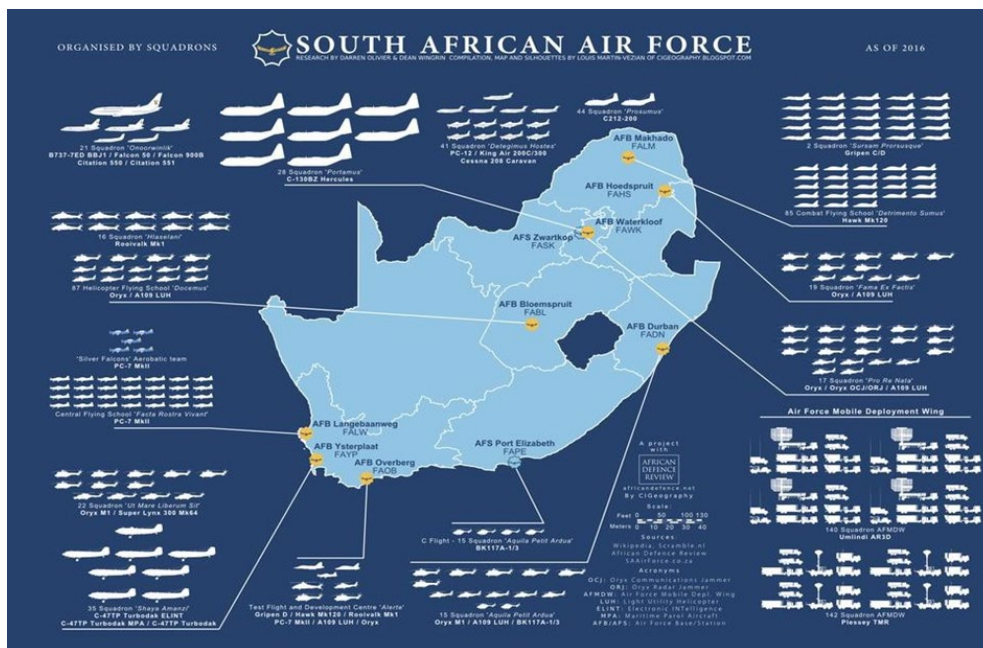 ORGANISED BY SQUADRONS
SOUTH AFRICAN AIR FORCE
AS OF 2016
RESEARCH BY DARREN OLIVIER & DEAN WINGRIN COMPILATION, MAP AND SILHOUETTES BY LOUIS MARTIN-VEZIAN OF CIGEOGRAPHY.BLOGSPOT.COM
21 Squadron
B737-7ED BBJ1 / Falcon 50 / Falcon 900B
Citation 550 / Citation 551
28 Squadron 'Portamus'
C-130BZ Hercules
41 Squadron 'Detegimus Hostes'
PC-12 / King Air 200C/300
Cessna 208 Caravan
44 Squadron 'Prosumus'
C212-200
2 Squadron 'Sursam Prorsusque'
Gripen C/D
85 Combat Flying School 'Detrimento Sumus'
Hawk Mk120
16 Squadron 'Hlaselani'
Rooivalk Mk1
87 Helicopter Flying School 'Docemus'
Oryx / A109 LUH
'Silver Falcons' Aerobatic team
PC-7 MkII
Central Flying School 'Facta Rostra Vivant'
PC-7 MkII
22 Squadron 'Ut Mare Liberum Sit'
Oryx M1 / Super Lynx 300 Mk64
35 Squadron 'Shaya Amanzi'
C-47TP Turbodak ELINT
C-47TP Turbodak MPA / C-47TP Turbodak
AFB Makhado
FALM
AFB Hoedspruit
FAHS
AFB Waterkloof
FAWK
AFS Zwartkop
FASK
AFB Bloemspruit
FABL
AFB Durban
FADN
AFB Langebaanweg
FALW
AFB Ysterplaat
FAYP
AFB Overberg
FAOB
AFS Port Elizabeth
FAPE
19 Squadron 'Fama Ex Factis'
Oryx / A109 LUH
17 Squadron 'Pro Re Nata'
Oryx / Oryx OCJ/ORJ / A109 LUH
Air Force Mobile Deployment Wing
140 Squadron AFMDW
Umlindi AR3D
142 Squadron AFMDW
Plessey TMR
Test Flight and Development Centre 'Alerte'
Gripen D / Hawk Mk120 / Rooivalk Mk1
PC-7 MkII / A109 LUH / Oryx
C Flight - 15 Squadron 'Aquila Petit Ardua'
BK117A-1/3
15 Squadron 'Aquila Petit Ardua'
Oryx M1 / A109 LUH / BK117A-1/3
A project
with
AFRICAN
DEFENCE
REVIEW
africandefence.net
By CIGeography
Scale:
Feet 0 50 100 130
Meters 0 10 20 30 40
Sources:
Wikipedia, Scramble.nl
African Defence Review
SAAirforce.co.za
Acronyms
OCJ: Oryx Communications Jammer
ORJ: Oryx Radar Jammer
AFMDW: Air Force Mobile Depl. Wing
LUH: Light Utility Helicopter
ELINT: Electronic INTelligence
MPA: Maritime Patrol Aircraft
AFB/AFS: Air Force Base/Station